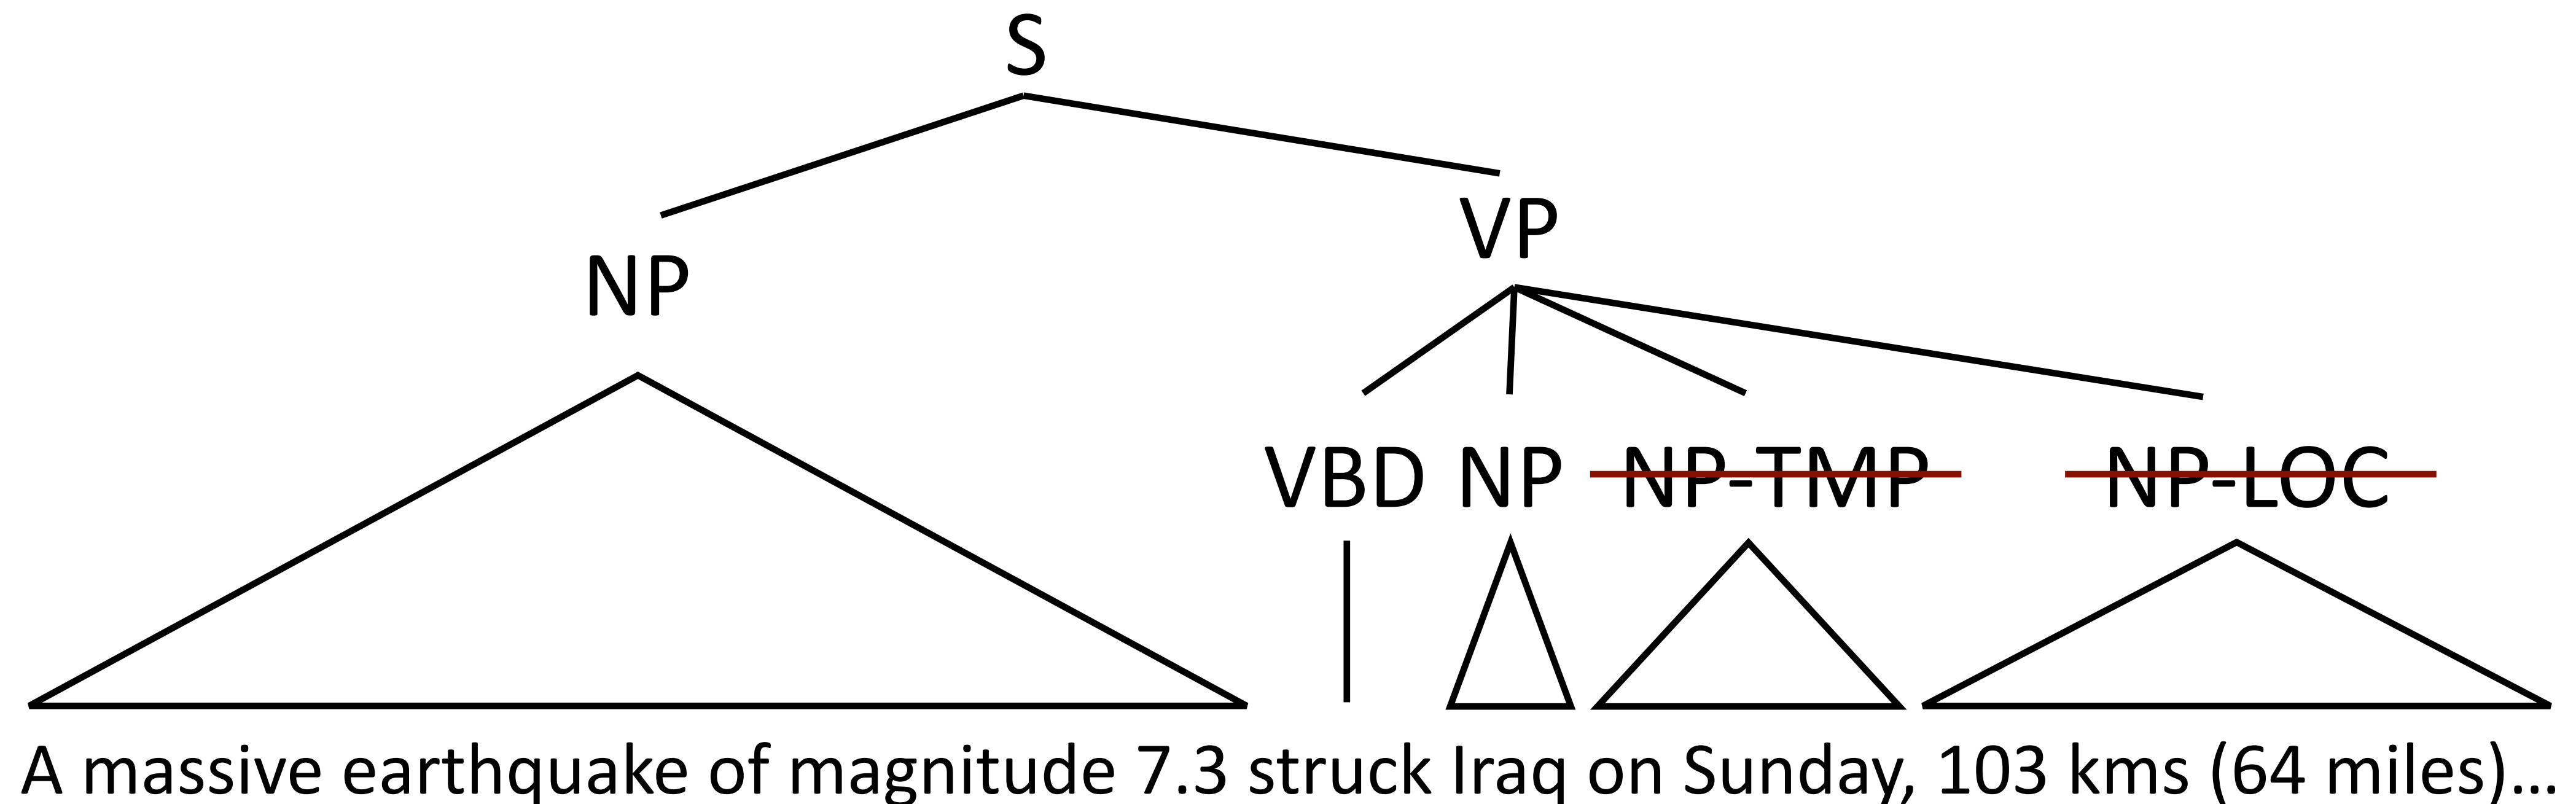 S
VP
NP
VBD NP NP-TMP NP-LOC
A massive earthquake of magnitude 7.3 struck Iraq on Sunday, 103 kms (64 miles)...